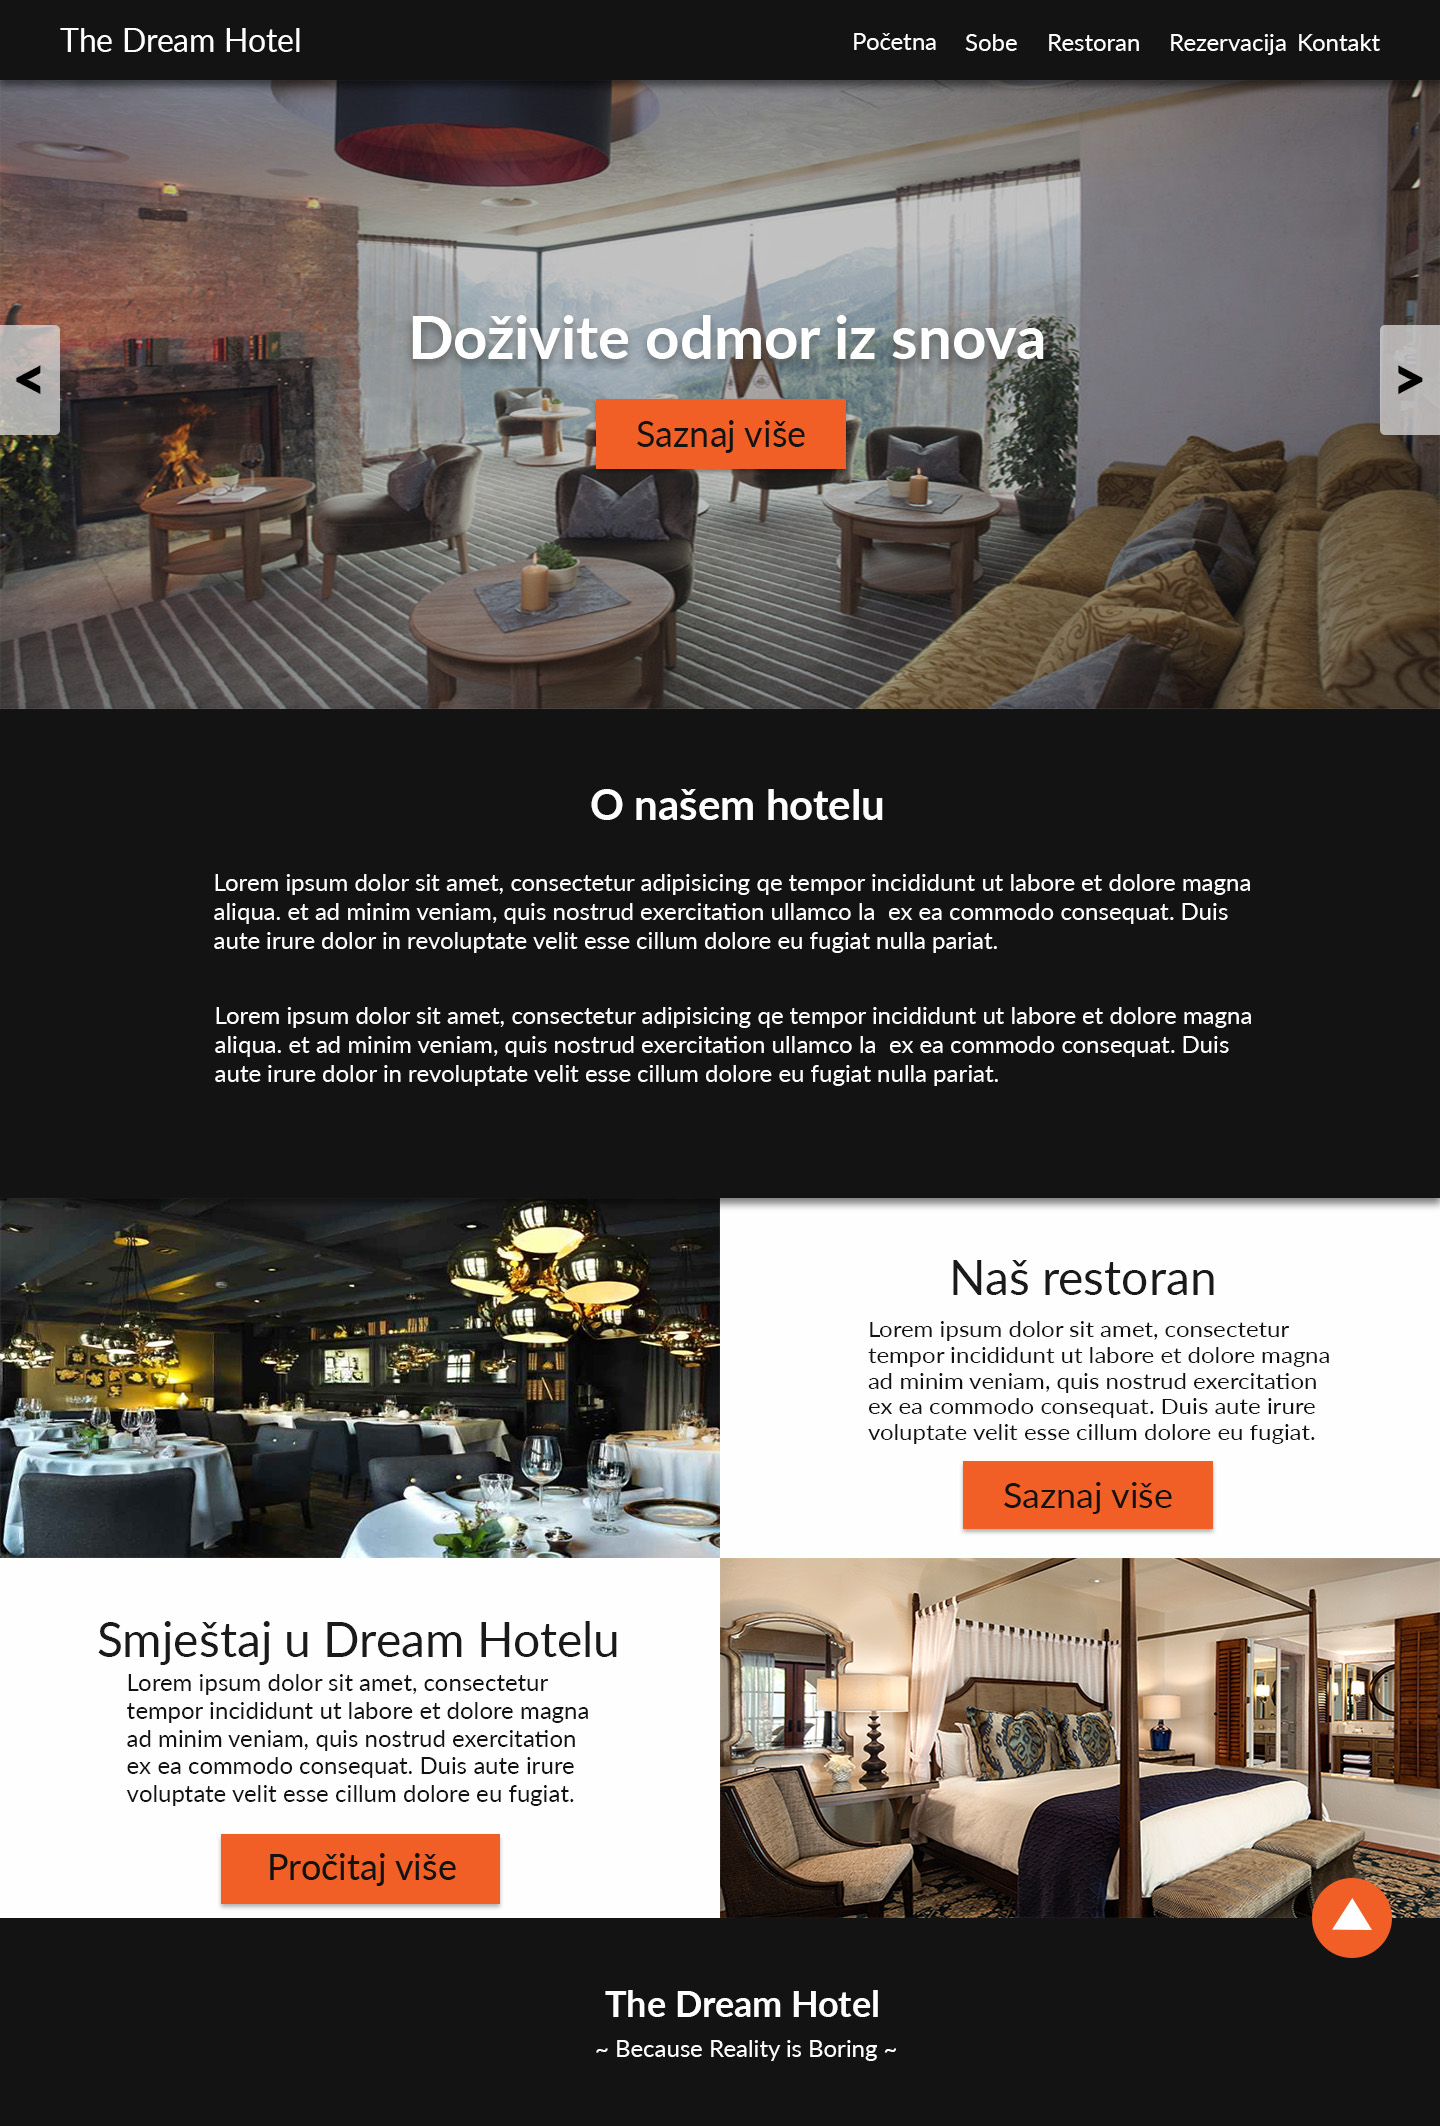 The Dream Hotel
Početna Sobe Restoran Rezervacija Kontakt
Doživite odmor iz snova
< >
Saznaj više
O našem hotelu
Lorem ipsum dolor sit amet, consectetur adipisicing qe tempor incididunt ut labore et dolore magna
aliqua. et ad minim veniam, quis nostrud exercitation ullamco la  ex ea commodo consequat. Duis
aute irure dolor in revoluptate velit esse cillum dolore eu fugiat nulla pariat.
Lorem ipsum dolor sit amet, consectetur adipisicing qe tempor incididunt ut labore et dolore magna
aliqua. et ad minim veniam, quis nostrud exercitation ullamco la  ex ea commodo consequat. Duis
aute irure dolor in revoluptate velit esse cillum dolore eu fugiat nulla pariat.
Naš restoran
Lorem ipsum dolor sit amet, consectetur
tempor incididunt ut labore et dolore magna
ad minim veniam, quis nostrud exercitation
ex ea commodo consequat. Duis aute irure
voluptate velit esse cillum dolore eu fugiat.
Saznaj više
Smještaj u Dream Hotelu
Lorem ipsum dolor sit amet, consectetur
tempor incididunt ut labore et dolore magna
ad minim veniam, quis nostrud exercitation
ex ea commodo consequat. Duis aute irure
voluptate velit esse cillum dolore eu fugiat.
Pročitaj više
The Dream Hotel
~ Because Reality is Boring ~